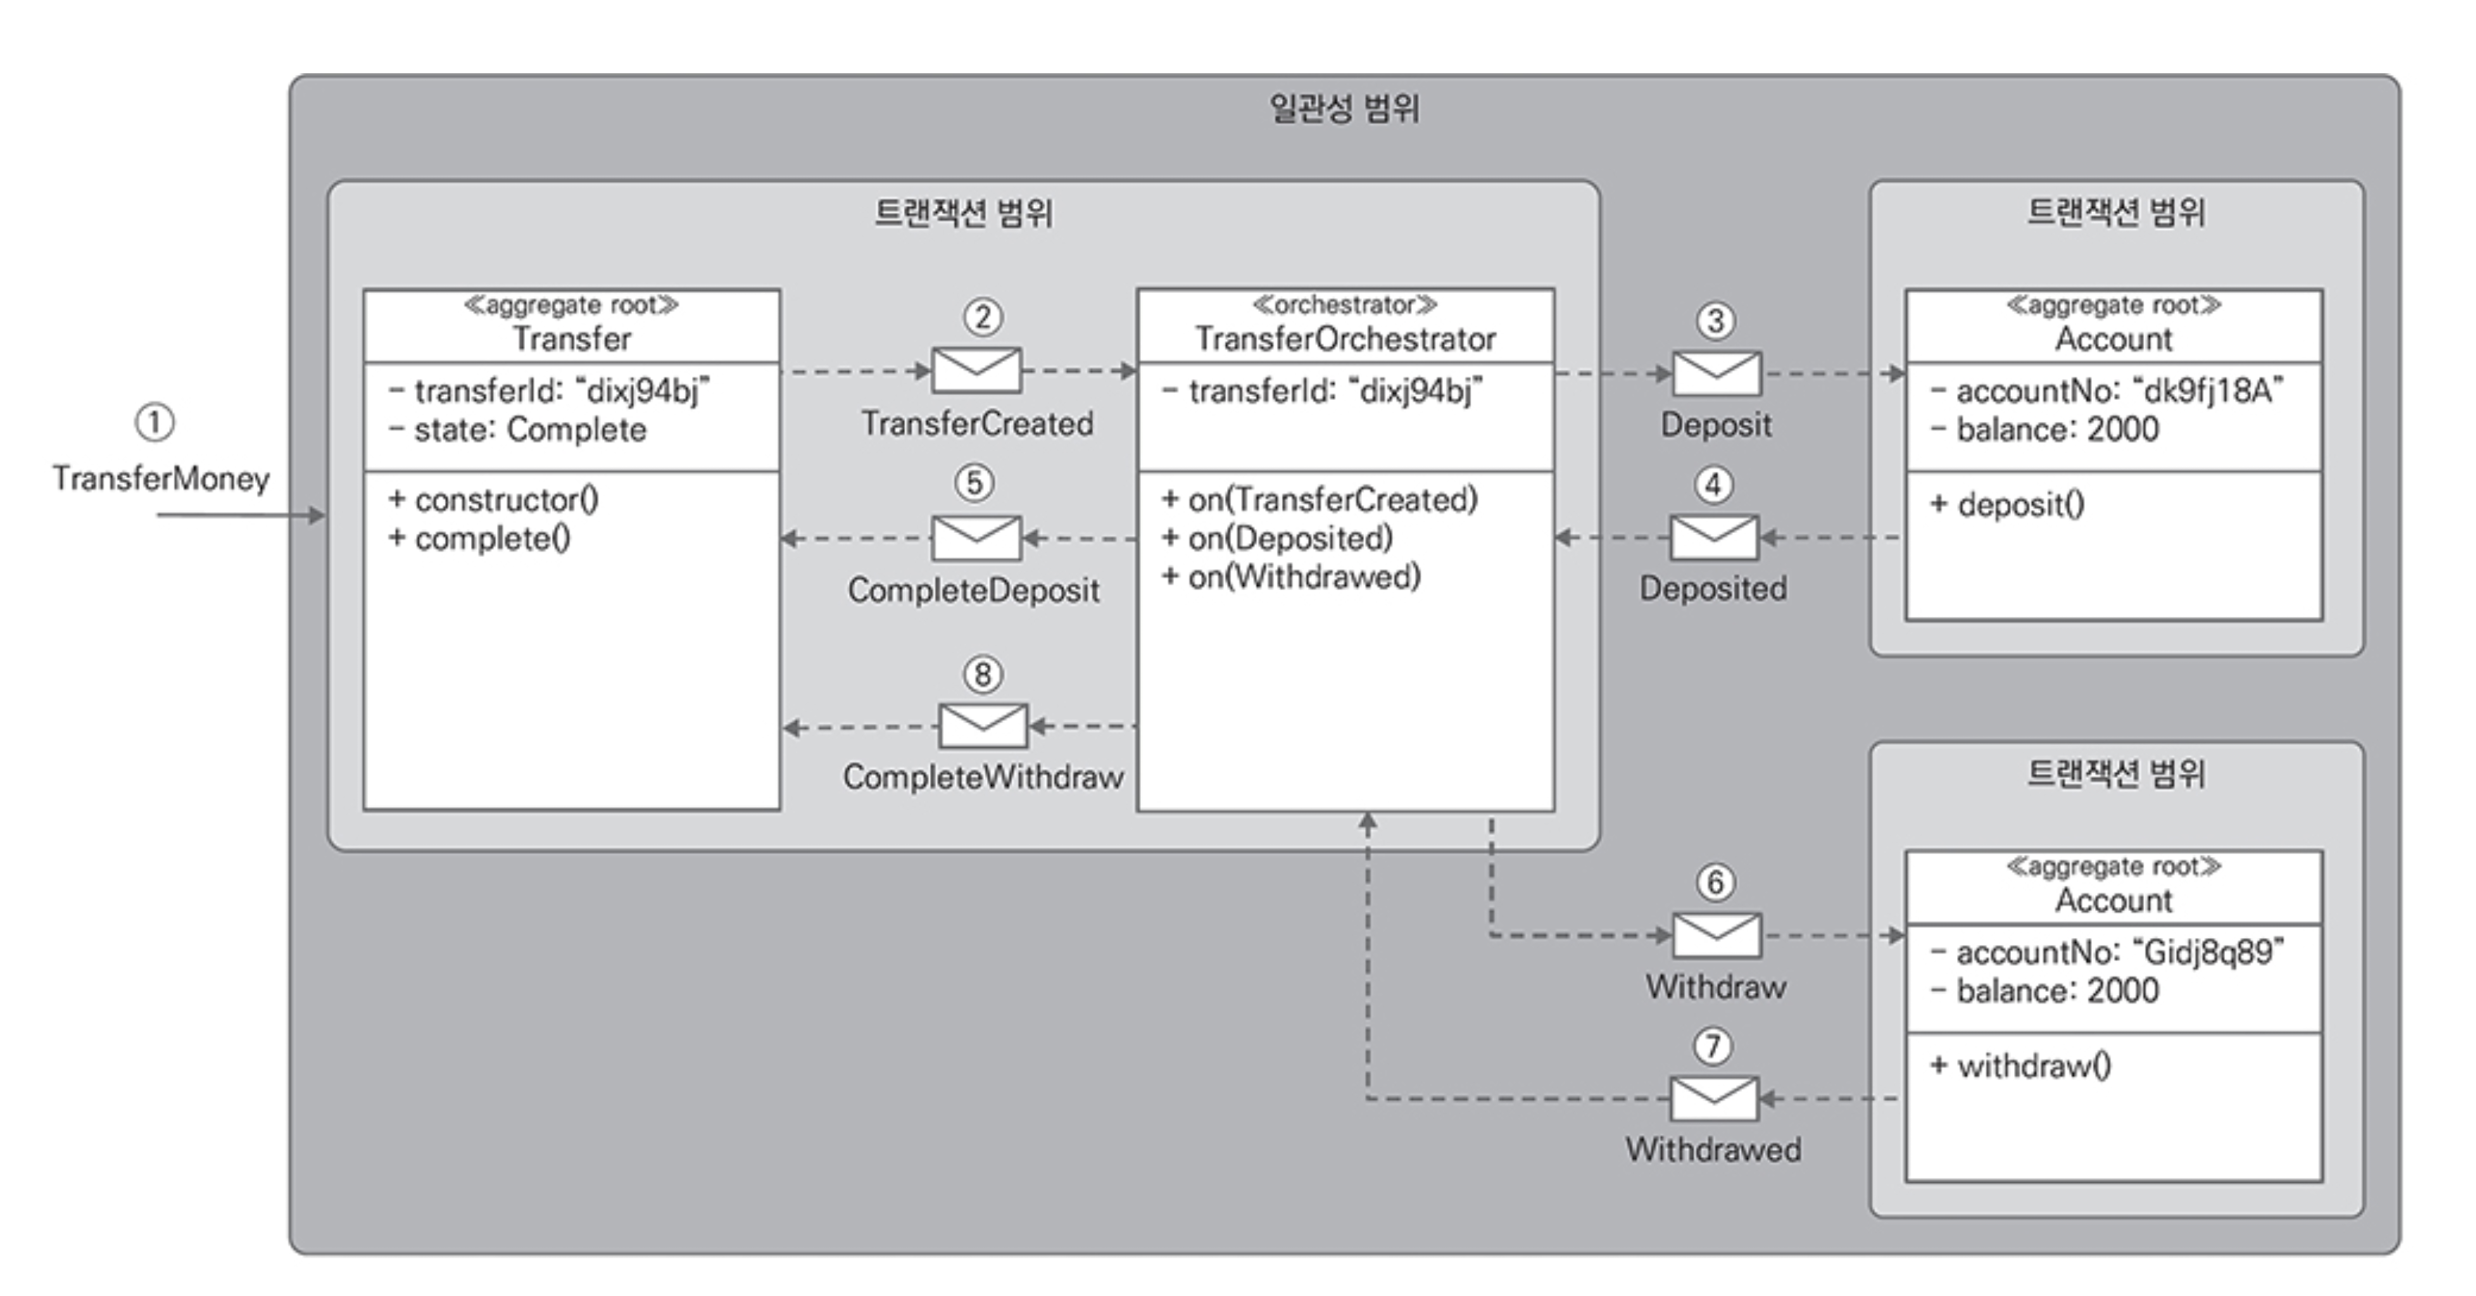 일관성 범위
트랜잭션 범위
≪aggregate root≫
Transfer
- transferId: “dixj94bj”
- state: Complete
+ constructor()
+ complete()
①
TransferMoney
②
TransferCreated
⑤
CompleteDeposit
⑧
CompleteWithdraw
≪orchestrator≫
TransferOrchestrator
- transferId: “dixj94bj”
+ on(TransferCreated)
+ on(Deposited)
+ on(Withdrawed)
③
Deposit
④
Deposited
트랜잭션 범위
≪aggregate root≫
Account
- accountNo: “dk9fj18A”
- balance: 2000
+ deposit()
⑥
Withdraw
⑦
Withdrawed
트랜잭션 범위
≪aggregate root≫
Account
- accountNo: “Gidj8q89”
- balance: 2000
+ withdraw()